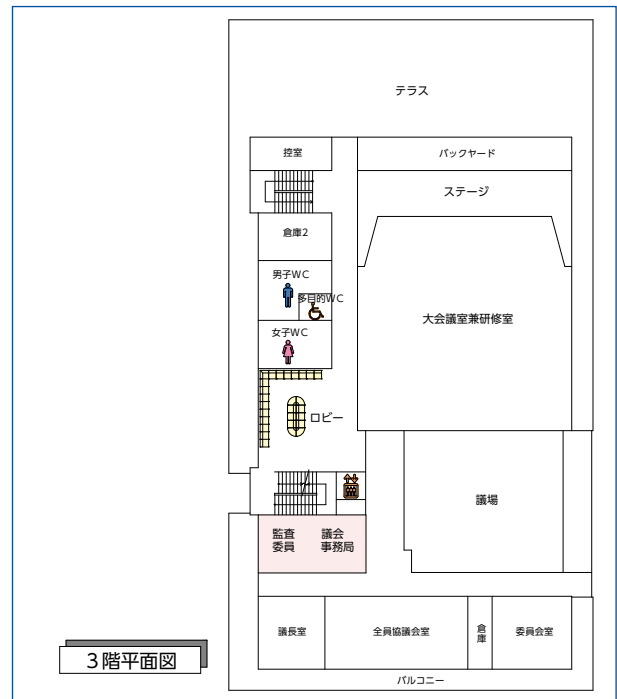 テラス
控室
バックヤード
ステージ
倉庫2
男子WC
多目的WC
大会議室兼研修室
女子WC
ロビー
議場
監査
委員
議会
事務局
議長室
全員協議会室
倉庫
委員会室
3階平面図
バルコニー